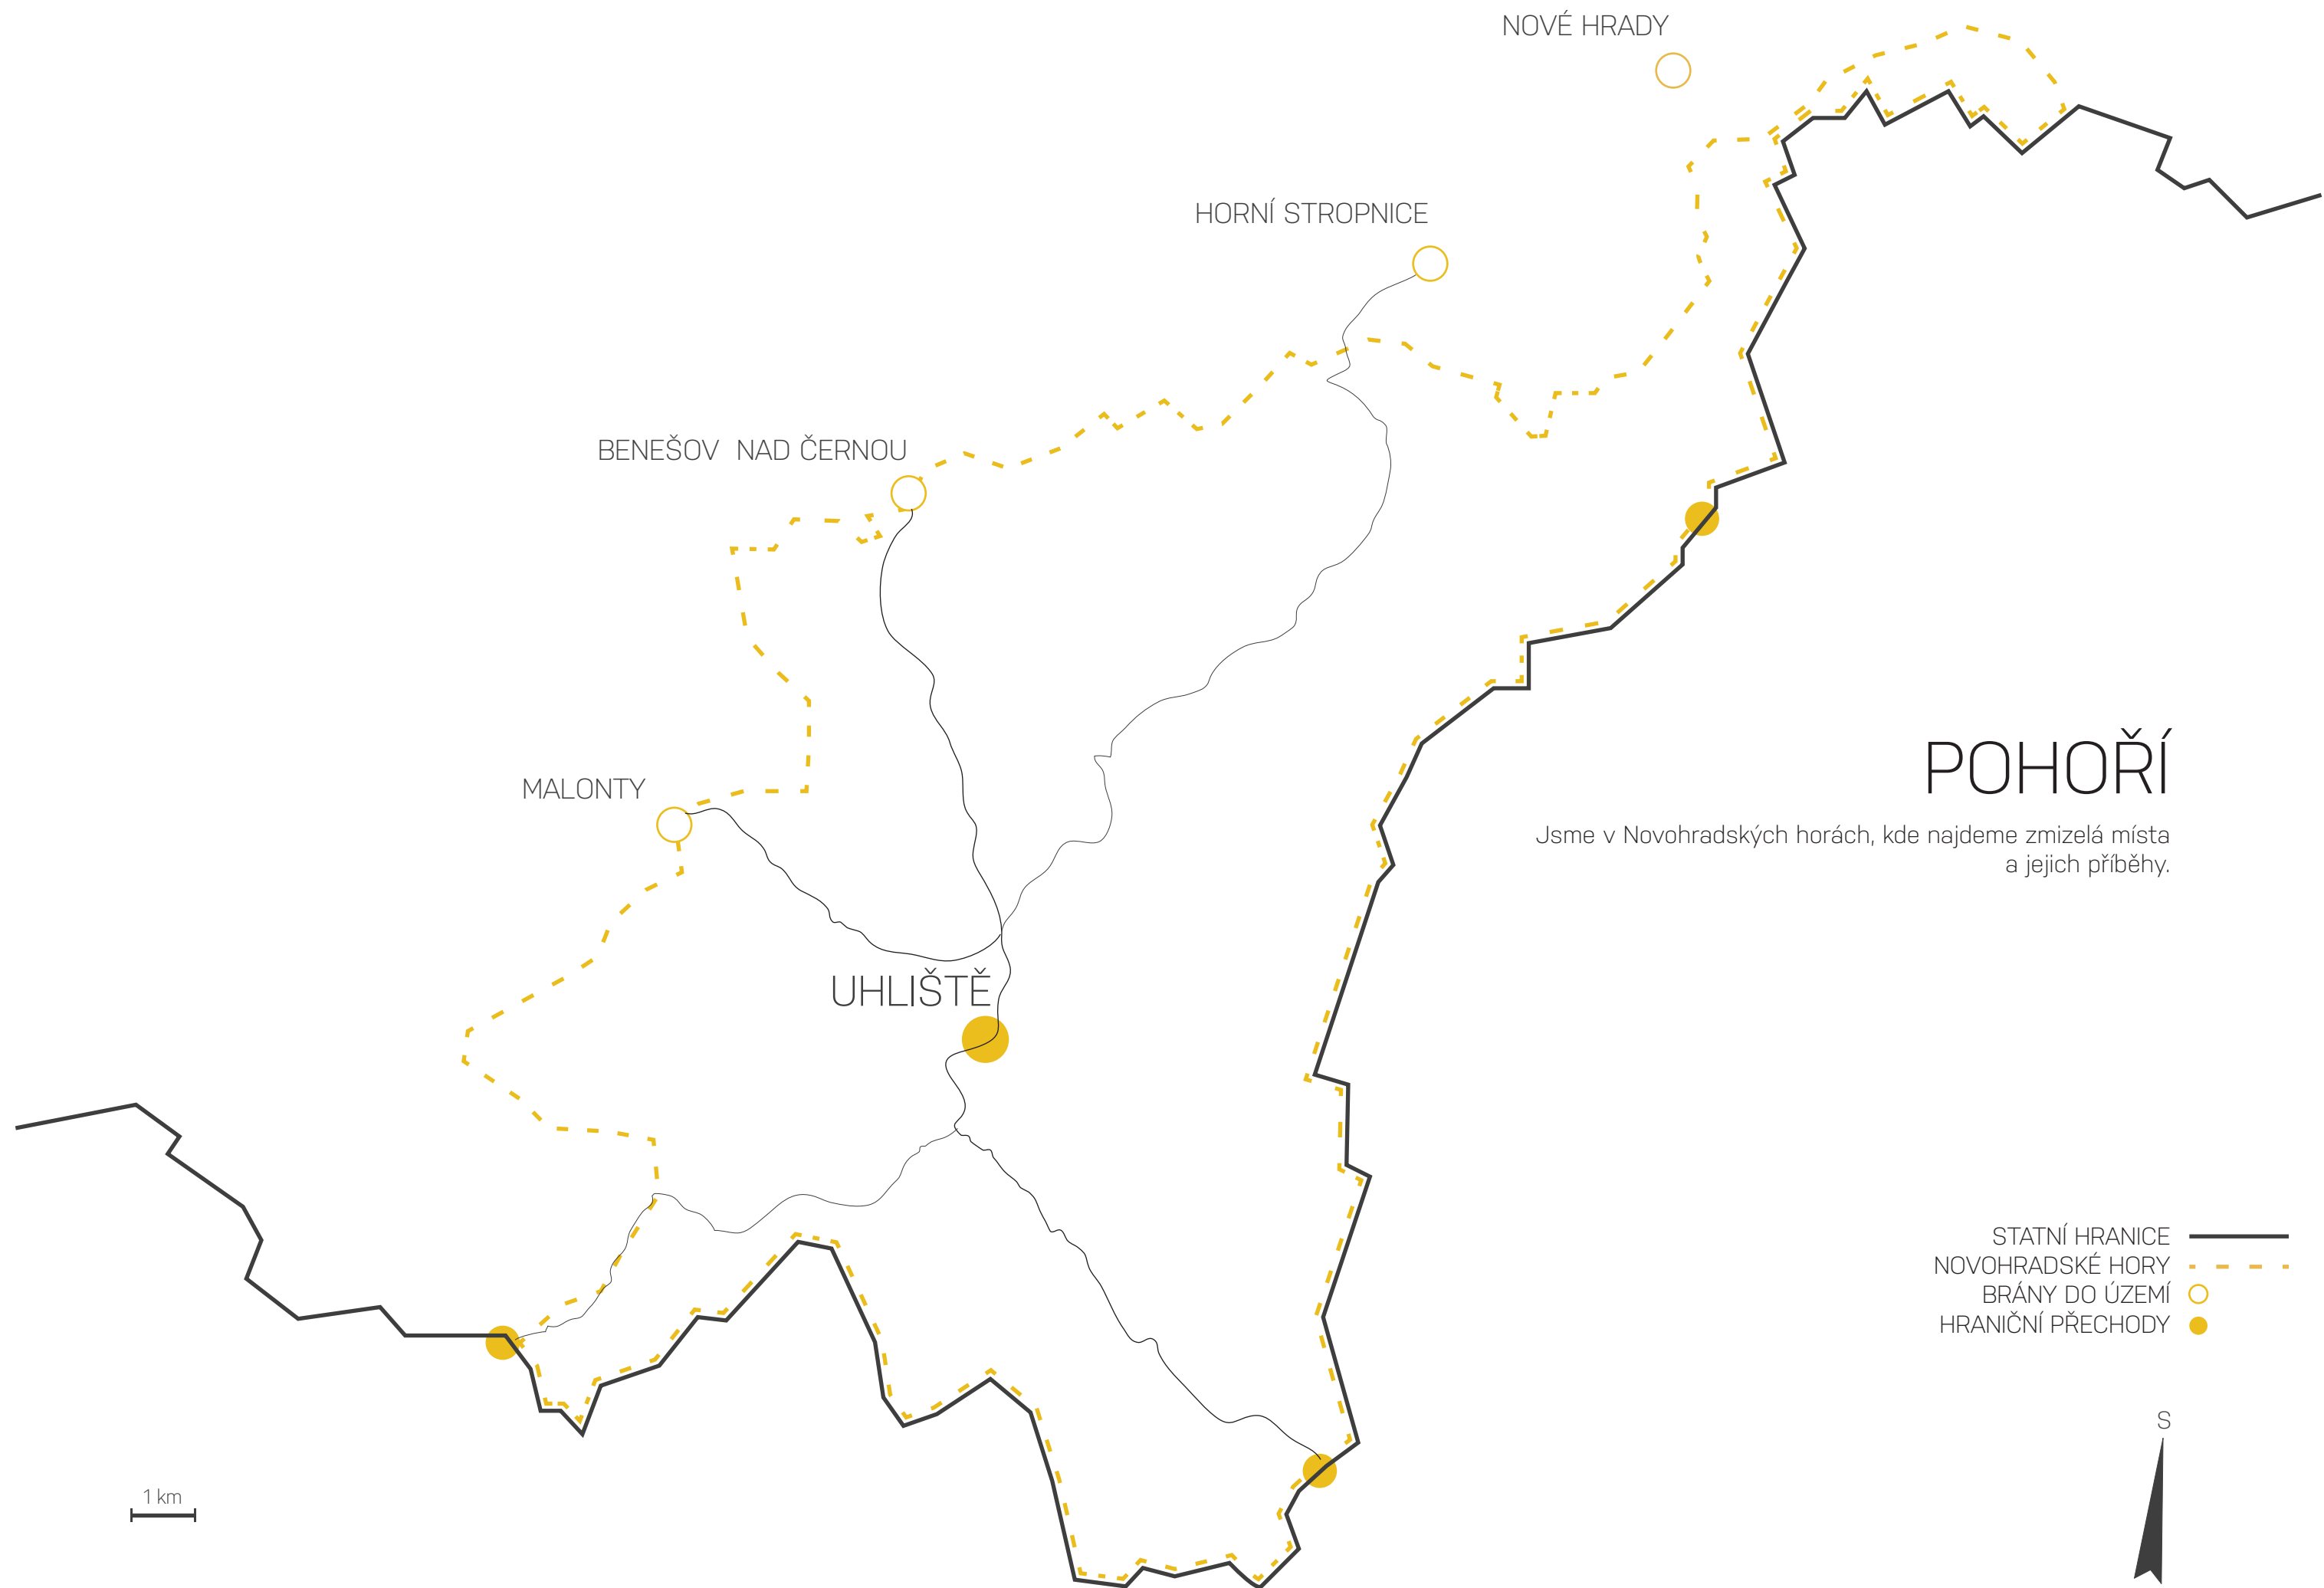 NOVÉ HRADY
HORNÍ STROPNICE
BENEŠOV NAD ČERNOU
MALONTY
UHLIŠTĚ
POHOŘÍ
Jsme v Novohradských horách, kde najdeme zmizelá místa
a jejich příběhy.
STATNÍ HRANICE
NOVOHRADSKÉ HORY
BRÁNY DO ÚZEMÍ
HRANIČNÍ PŘECHODY
S
1 km